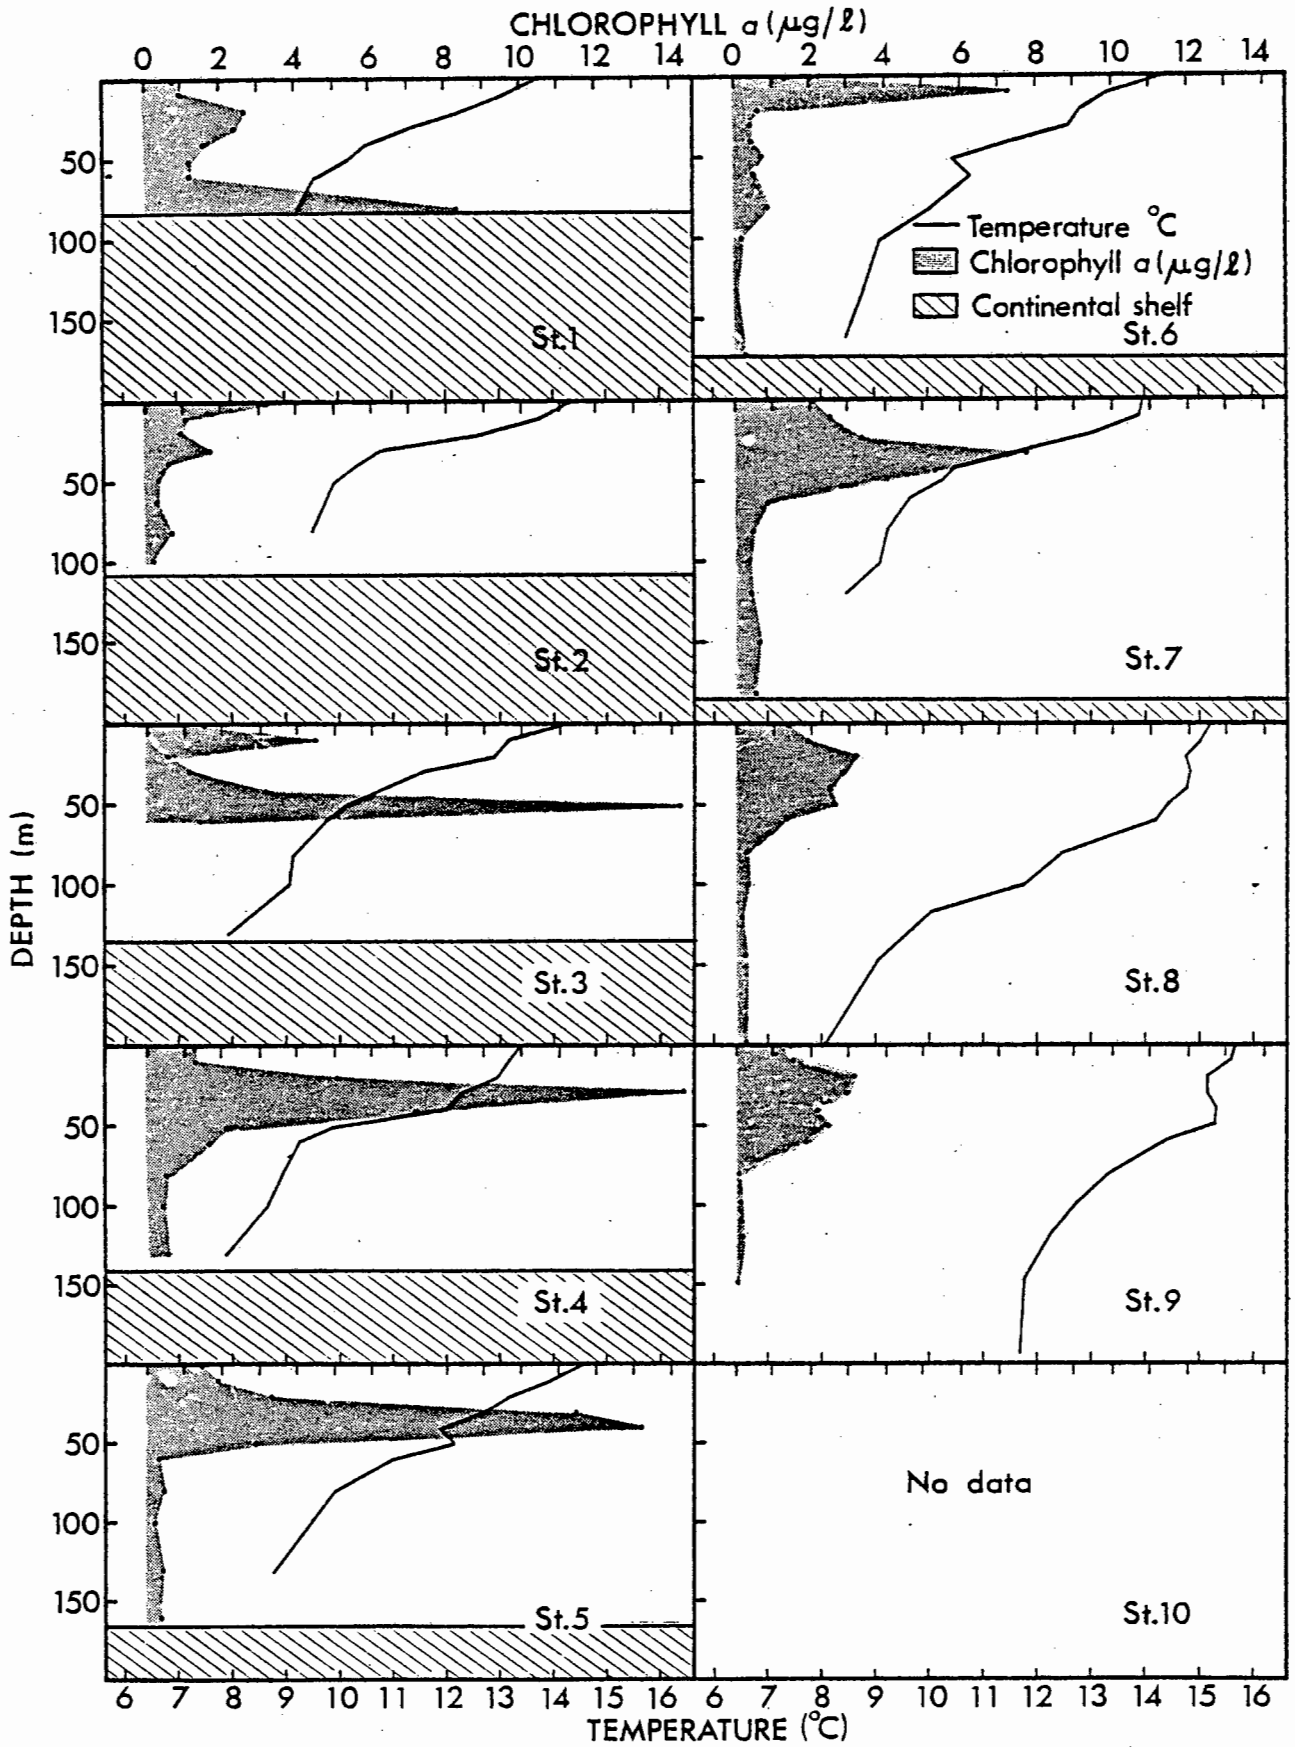 CHLOROPHYLL a (μg/ℓ)
0 2 4 6 8 10 12 14 0 2 4 6 8 10 12 14
50
100
150
St.1
Temperature °C
Chlorophyll a (μg/ℓ)
Continental shelf
St.6
50
100
150
St.2
St.7
DEPTH (m)
50
100
150
St.3
St.8
50
100
150
St.4
St.9
50
100
150
St.5
No data
St.10
6 7 8 9 10 11 12 13 14 15 16 6 7 8 9 10 11 12 13 14 15 16
TEMPERATURE (°C)